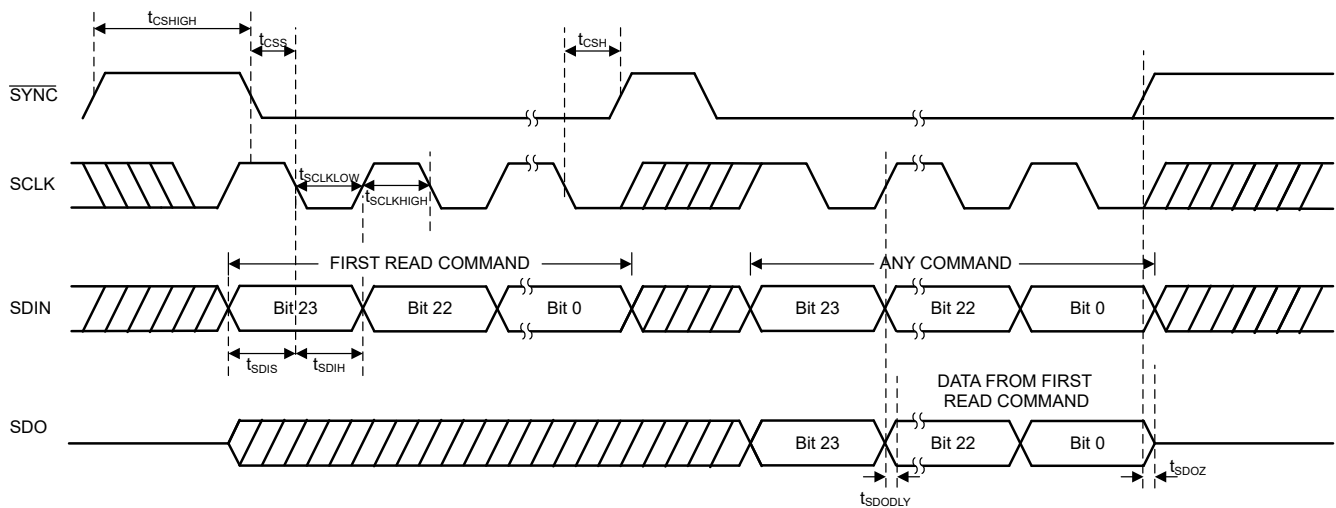 tCSHIGH
tCSS
tCSH
SYNC
SCLK
tSCLKLOW
tSCLKHIGH
FIRST READ COMMAND
ANY COMMAND
SDIN
Bit 23
Bit 22
Bit 0
Bit 23
Bit 22
Bit 0
tSDIS
tSDIH
DATA FROM FIRST
READ COMMAND
SDO
Bit 23
Bit 22
Bit 0
tSDODLY
tSDOZ